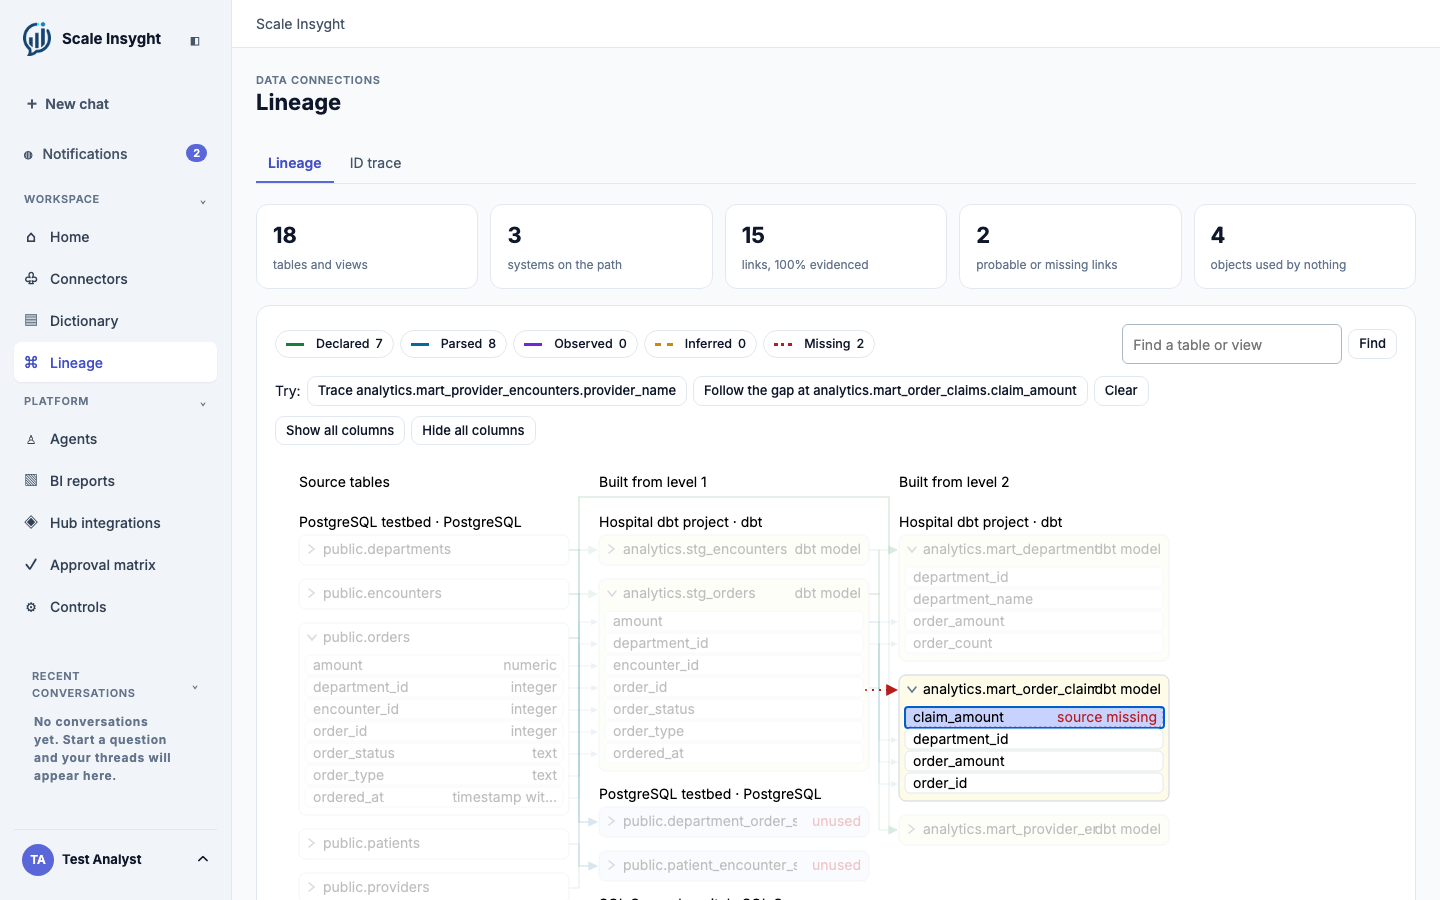 Scale Insyght
New chat
Notifications 2
WORKSPACE
Home
Connectors
Dictionary
Lineage
PLATFORM
Agents
BI reports
Hub integrations
Approval matrix
Controls
RECENT
CONVERSATIONS
No conversations
yet. Start a question
and your threads will
appear here.
TA Test Analyst
Scale Insyght
DATA CONNECTIONS
Lineage
Lineage ID trace
18
tables and views
3
systems on the path
15
links, 100% evidenced
2
probable or missing links
4
objects used by nothing
Declared 7 Parsed 8 Observed 0 Inferred 0 Missing 2
Find a table or view Find
Try: Trace analytics.mart_provider_encounters.provider_name Follow the gap at analytics.mart_order_claims.claim_amount Clear
Show all columns Hide all columns
Source tables
PostgreSQL testbed · PostgreSQL
public.departments
public.encounters
public.orders
amount numeric
department_id integer
encounter_id integer
order_id integer
order_status text
order_type text
ordered_at timestamp wit...
public.patients
public.providers
Built from level 1
Hospital dbt project · dbt
analytics.stg_encounters dbt model
analytics.stg_orders dbt model
amount
department_id
encounter_id
order_id
order_status
order_type
ordered_at
PostgreSQL testbed · PostgreSQL
public.department_order_s unused
public.patient_encounter_s unused
Built from level 2
Hospital dbt project · dbt
analytics.mart_department dbt model
department_id
department_name
order_amount
order_count
analytics.mart_order_claim dbt model
claim_amount source missing
department_id
order_amount
order_id
analytics.mart_provider_en dbt model